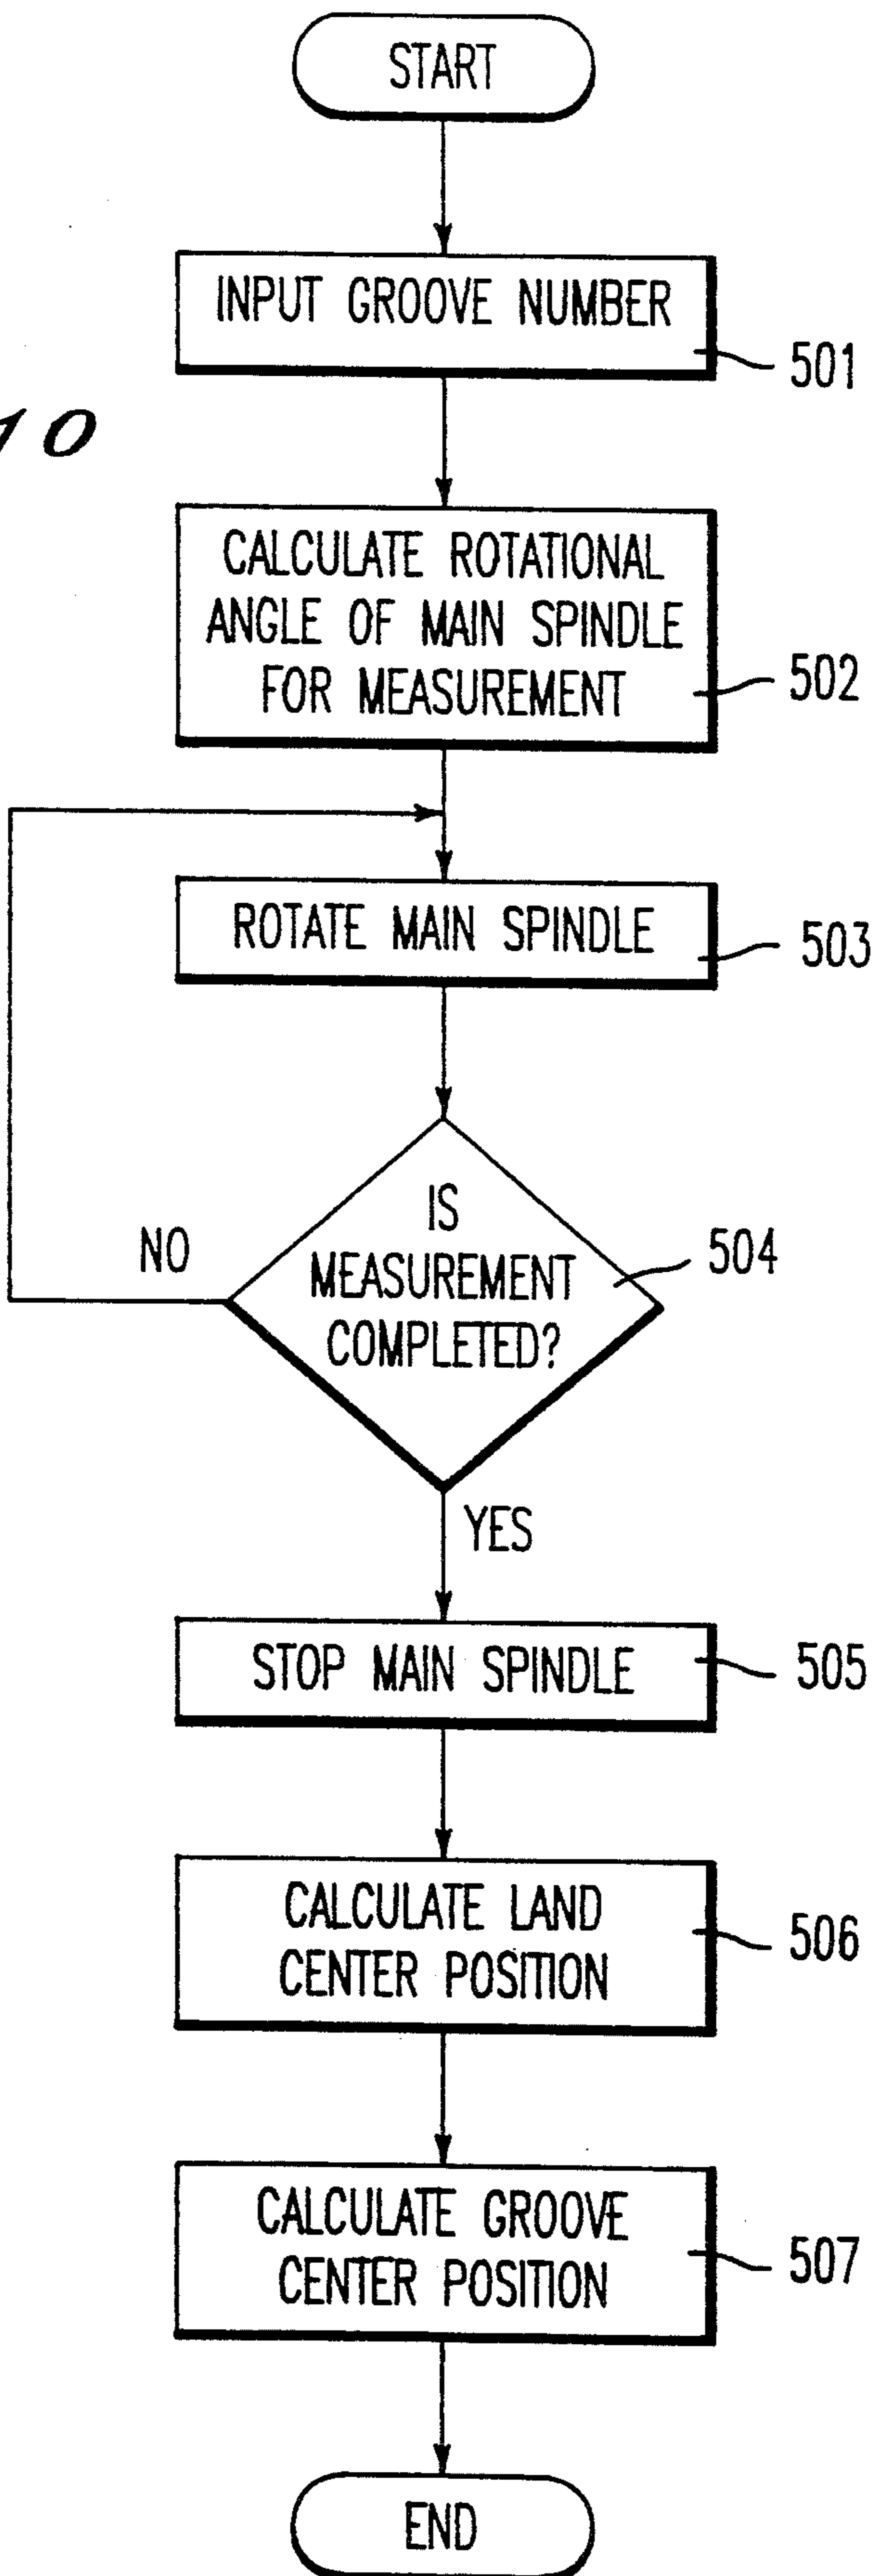 START
INPUT GROOVE NUMBER
501
10
CALCULATE ROTATIONAL
ANGLE OF MAIN SPINDLE
FOR MEASUREMENT
502
ROTATE MAIN SPINDLE
503
IS
MEASUREMENT
COMPLETED?
504
NO
YES
STOP MAIN SPINDLE
505
CALCULATE LAND
CENTER POSITION
506
CALCULATE GROOVE
CENTER POSITION
507
END